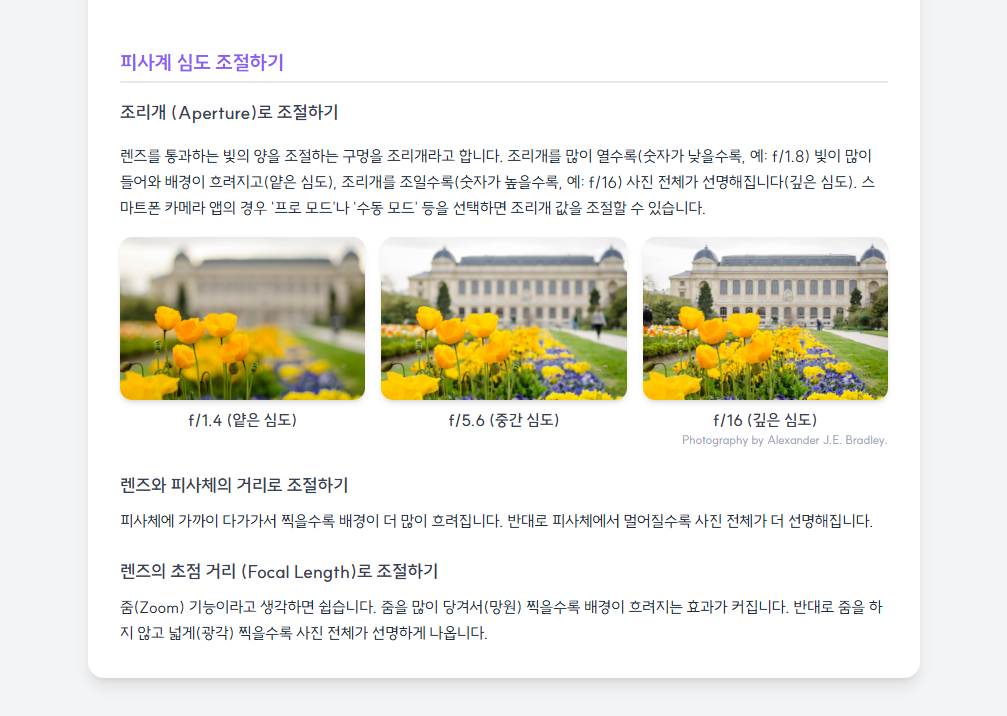 피사계 심도 조절하기
조리개 (Aperture)로 조절하기
렌즈를 통과하는 빛의 양을 조절하는 구멍을 조리개라고 합니다. 조리개를 많이 열수록(숫자가 낮을수록, 예: f/1.8) 빛이 많이
들어와 배경이 흐려지고(얕은 심도), 조리개를 조일수록(숫자가 높을수록, 예: f/16) 사진 전체가 선명해집니다(깊은 심도). 스
마트폰 카메라 앱의 경우 '프로 모드'나 '수동 모드' 등을 선택하면 조리개 값을 조절할 수 있습니다.
f/1.4 (얕은 심도)
f/5.6 (중간 심도)
f/16 (깊은 심도)
Photography by Alexander J.E. Bradley.
렌즈와 피사체의 거리로 조절하기
피사체에 가까이 다가가서 찍을수록 배경이 더 많이 흐려집니다. 반대로 피사체에서 멀어질수록 사진 전체가 더 선명해집니다.
렌즈의 초점 거리 (Focal Length)로 조절하기
줌(Zoom) 기능이라고 생각하면 쉽습니다. 줌을 많이 당겨서(망원) 찍을수록 배경이 흐려지는 효과가 커집니다. 반대로 줌을 하
지 않고 넓게(광각) 찍을수록 사진 전체가 선명하게 나옵니다.